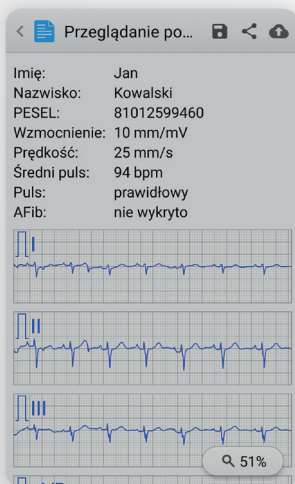 Przeglądanie po...
Imię: Jan
Nazwisko: Kowalski
PESEL: 81012599460
Wzmocnienie: 10 mm/mV
Prędkość: 25 mm/s
Średni puls: 94 bpm
Puls: prawidłowy
AFib: nie wykryto
I
II
III
51%